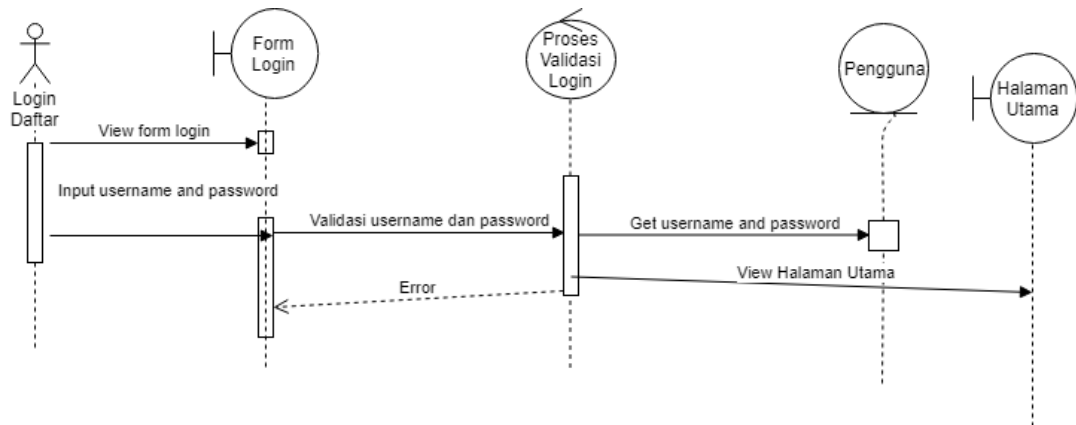 Login
Daftar
Form
Login
Proses
Validasi
Login
Pengguna
Halaman
Utama
View form login
Input username and password
Validasi username dan password
Get username and password
View Halaman Utama
Error